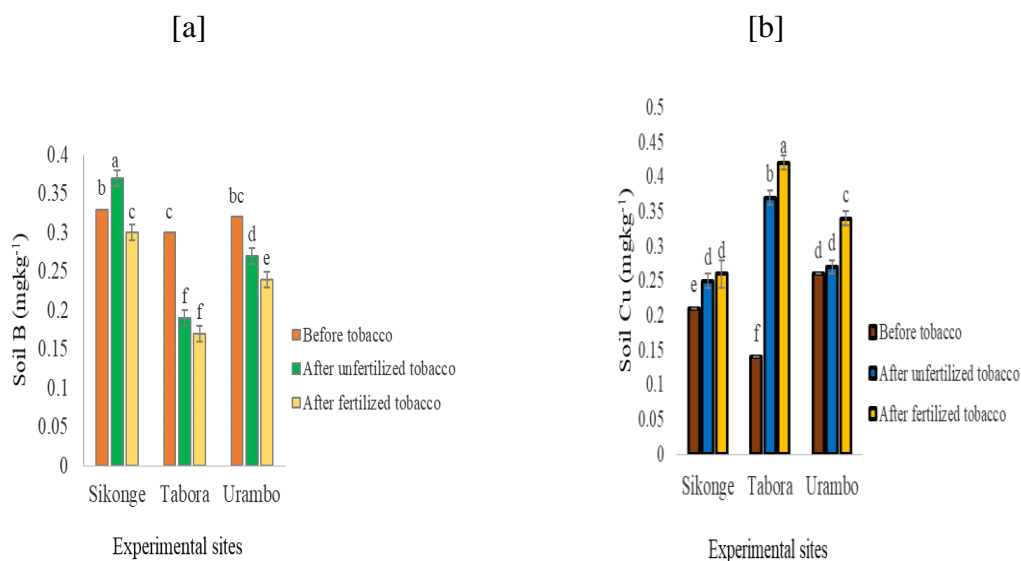 [a]
Soil B (mgkg⁻¹)
0.4
0.35
0.3
0.25
0.2
0.15
0.1
0.05
0
b
a
c
c
f
f
bc
d
e
Sikonge Tabora Urambo
Experimental sites
Before tobacco
After unfertilized tobacco
After fertilized tobacco
[b]
Soil Cu (mgkg⁻¹)
0.5
0.45
0.4
0.35
0.3
0.25
0.2
0.15
0.1
0.05
0
e
d
d
f
b
a
d
d
c
Sikonge Tabora Urambo
Experimental sites
Before tobacco
After unfertilized tobacco
After fertilized tobacco